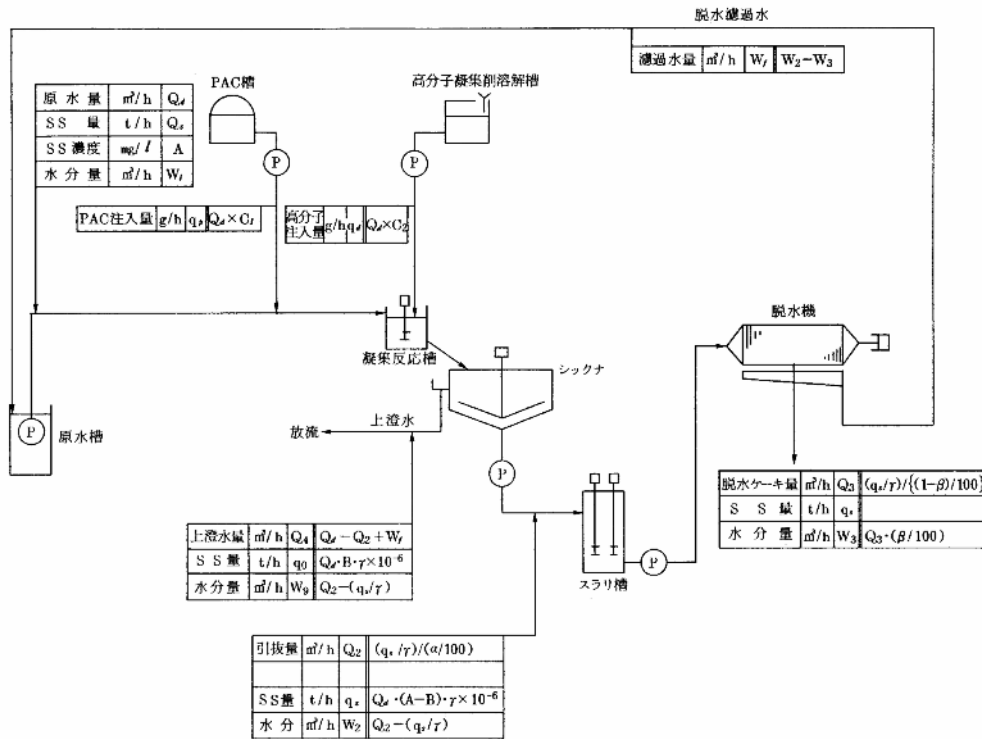 脱水濾過水
濾過水量 m³/h Wf W₂−W₃
PAC槽
高分子凝集剤溶解槽
原水量 m³/h Qd
SS量 t/h Qs
SS濃度 mg/l A
水分量 m³/h W₁
P
P
PAC注入量 g/h qp Qd×C₁
高分子注入量 g/h qd Qd×C₂
脱水機
凝集反応槽
シックナ
上澄水
放流
P
原水槽
P
脱水ケーキ量 m³/h Q₃ (qs/γ)/{(1−β)/100}
SS量 t/h qs
水分量 m³/h W₃ Q₃・(β/100)
上澄水量 m³/h Q₄ Qd−Q₂+Wf
SS量 t/h q₀ Qd・B・γ×10⁻⁶
水分量 m³/h W₉ Q₂−(qs/γ)
P
スラリ槽
引抜量 m³/h Q₂ (qs/γ)/(α/100)
SS量 t/h qs Qd・(A−B)・γ×10⁻⁶
水分 m³/h W₂ Q₂−(qs/γ)